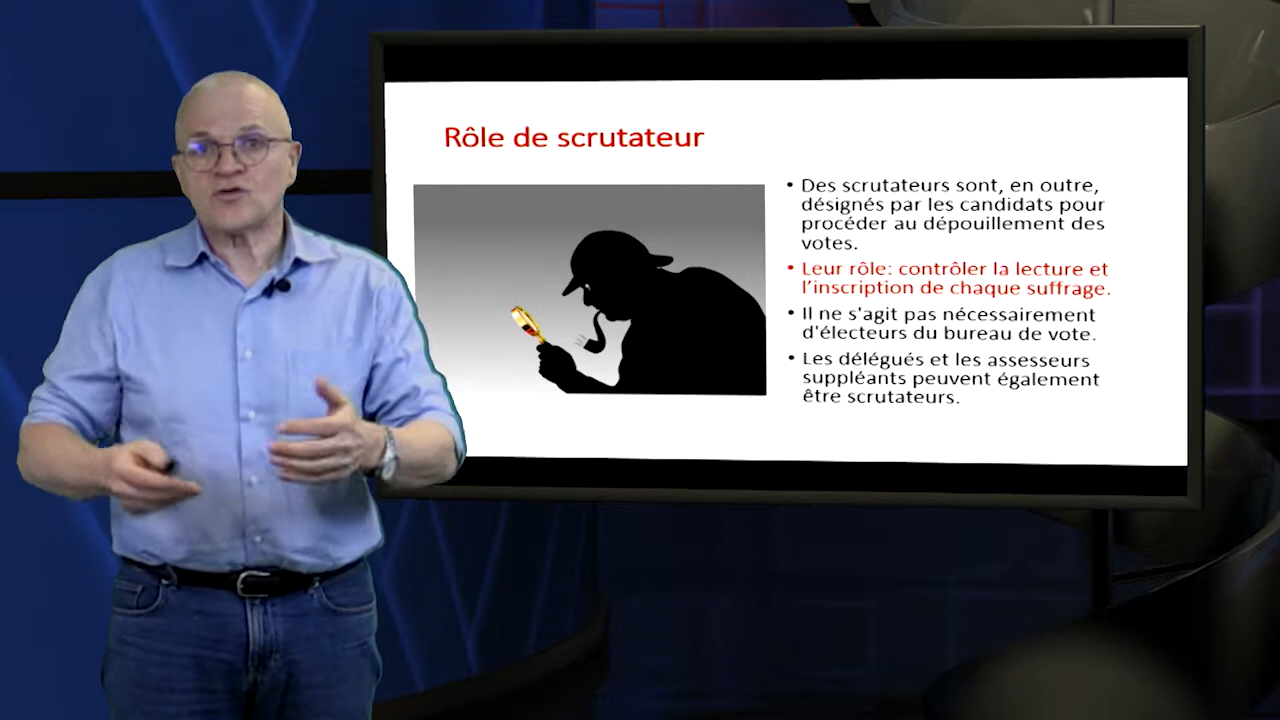 Rôle de scrutateur
• Des scrutateurs sont, en outre,
désignés par les candidats pour
procéder au dépouillement des
votes.
• Leur rôle: contrôler la lecture et
l’inscription de chaque suffrage.
• Il ne s'agit pas nécessairement
d'électeurs du bureau de vote.
• Les délégués et les assesseurs
suppléants peuvent également
être scrutateurs.